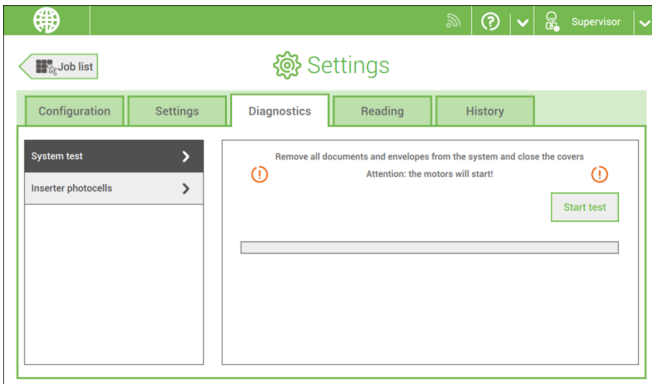 Supervisor
Job list
Settings
Configuration
Settings
Diagnostics
Reading
History
System test
Inserter photocells
Remove all documents and envelopes from the system and close the covers
Attention: the motors will start!
Start test